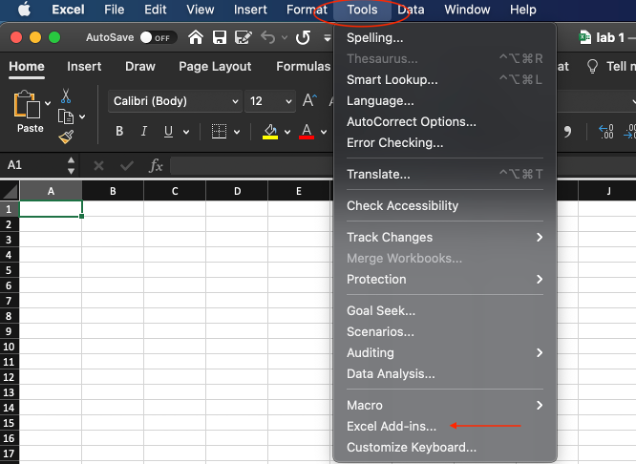 Excel File Edit View Insert Format Tools Data Window Help
AutoSave OFF lab 1 –
Home Insert Draw Page Layout Formulas at Tell m
Paste
Calibri (Body) 12 A^
B I U A
A1 fx
A B C D E J
1
2
3
4
5
6
7
8
9
10
11
12
13
14
15
16
17
Spelling...
Thesaurus... ^⌥⌘R
Smart Lookup... ^⌥⌘L
Language...
AutoCorrect Options...
Error Checking...
Translate... ^⌥⌘T
Check Accessibility
Track Changes
Merge Workbooks...
Protection
Goal Seek...
Scenarios...
Auditing
Data Analysis...
Macro
Excel Add-ins...
Customize Keyboard...